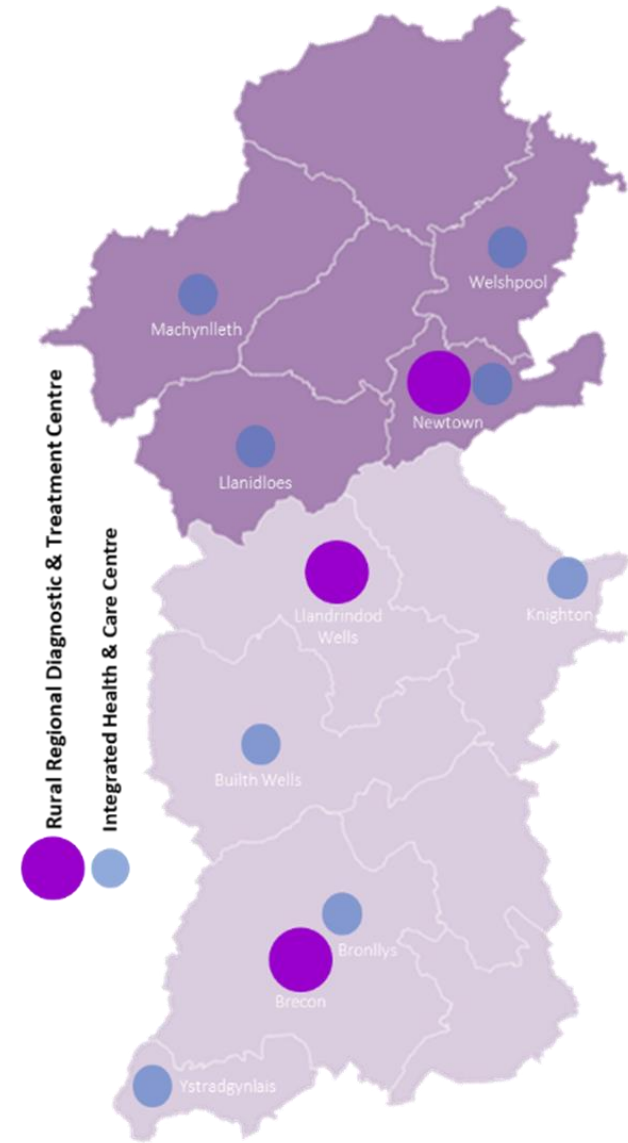 Welshpool
Machynlleth
Newtown
Llanidloes
Llandrindod
Wells
Knighton
Builth Wells
Bronllys
Brecon
Ystradgynlais
Rural Regional Diagnostic & Treatment Centre
Integrated Health & Care Centre